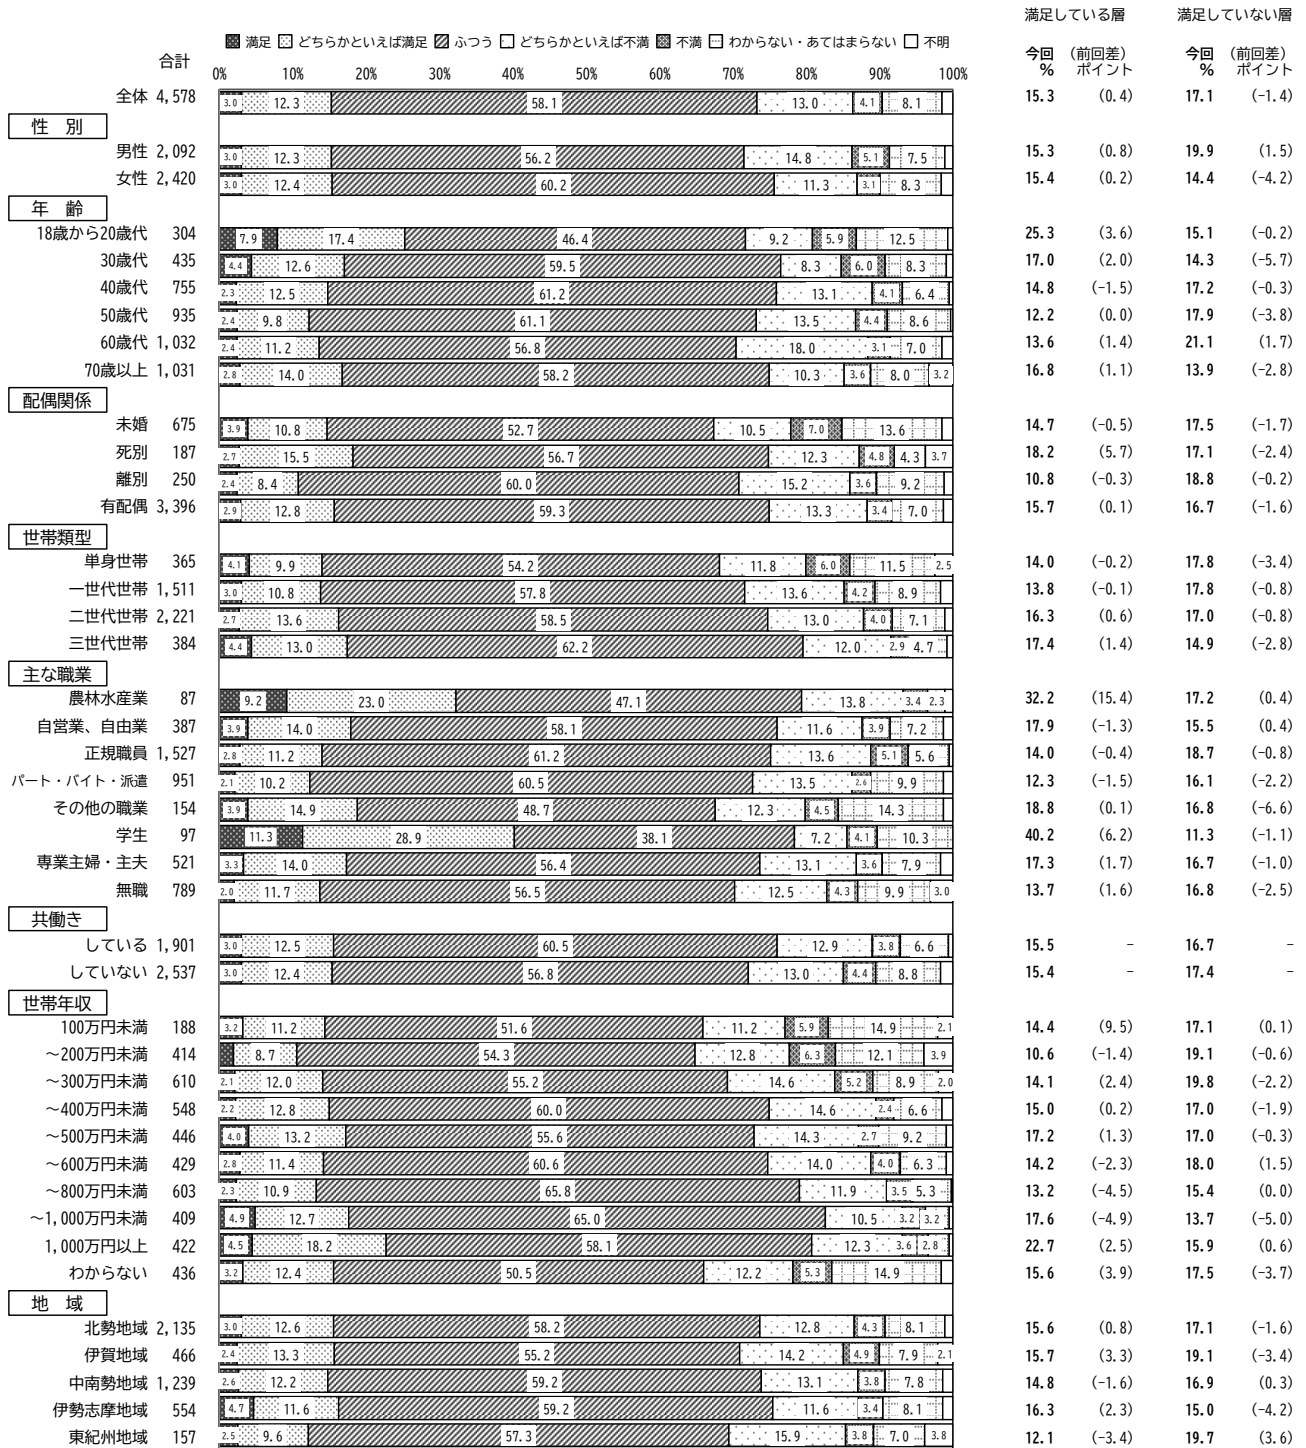 満足している層 満足していない層
満足 どちらかといえば満足 ふつう どちらかといえば不満 不満 わからない・あてはまらない 不明
合計 今回 (前回差) 今回 (前回差)
% ポイント % ポイント
0% 10% 20% 30% 40% 50% 60% 70% 80% 90% 100%
全体 4,578 3.0 12.3 58.1 13.0 4.1 8.1 15.3 (0.4) 17.1 (-1.4)
性 別
男性 2,092 3.0 12.3 56.2 14.8 5.1 7.5 15.3 (0.8) 19.9 (1.5)
女性 2,420 3.0 12.4 60.2 11.3 3.1 8.3 15.4 (0.2) 14.4 (-4.2)
年 齢
18歳から20歳代 304 7.9 17.4 46.4 9.2 5.9 12.5 25.3 (3.6) 15.1 (-0.2)
30歳代 435 4.4 12.6 59.5 8.3 6.0 8.3 17.0 (2.0) 14.3 (-5.7)
40歳代 755 2.3 12.5 61.2 13.1 4.1 6.4 14.8 (-1.5) 17.2 (-0.3)
50歳代 935 2.4 9.8 61.1 13.5 4.4 8.6 12.2 (0.0) 17.9 (-3.8)
60歳代 1,032 2.4 11.2 56.8 18.0 3.1 7.0 13.6 (1.4) 21.1 (1.7)
70歳以上 1,031 2.8 14.0 58.2 10.3 3.6 8.0 3.2 16.8 (1.1) 13.9 (-2.8)
配偶関係
未婚 675 3.9 10.8 52.7 10.5 7.0 13.6 14.7 (-0.5) 17.5 (-1.7)
死別 187 2.7 15.5 56.7 12.3 4.8 4.3 3.7 18.2 (5.7) 17.1 (-2.4)
離別 250 2.4 8.4 60.0 15.2 3.6 9.2 10.8 (-0.3) 18.8 (-0.2)
有配偶 3,396 2.9 12.8 59.3 13.3 3.4 7.0 15.7 (0.1) 16.7 (-1.6)
世帯類型
単身世帯 365 4.1 9.9 54.2 11.8 6.0 11.5 2.5 14.0 (-0.2) 17.8 (-3.4)
一世代世帯 1,511 3.0 10.8 57.8 13.6 4.2 8.9 13.8 (-0.1) 17.8 (-0.8)
二世代世帯 2,221 2.7 13.6 58.5 13.0 4.0 7.1 16.3 (0.6) 17.0 (-0.8)
三世代世帯 384 4.4 13.0 62.2 12.0 2.9 4.7 17.4 (1.4) 14.9 (-2.8)
主な職業
農林水産業 87 9.2 23.0 47.1 13.8 3.4 2.3 32.2 (15.4) 17.2 (0.4)
自営業、自由業 387 3.9 14.0 58.1 11.6 3.9 7.2 17.9 (-1.3) 15.5 (0.4)
正規職員 1,527 2.8 11.2 61.2 13.6 5.1 5.6 14.0 (-0.4) 18.7 (-0.8)
パート・バイト・派遣 951 2.1 10.2 60.5 13.5 2.6 9.9 12.3 (-1.5) 16.1 (-2.2)
その他の職業 154 3.9 14.9 48.7 12.3 4.5 14.3 18.8 (0.1) 16.8 (-6.6)
学生 97 11.3 28.9 38.1 7.2 4.1 10.3 40.2 (6.2) 11.3 (-1.1)
専業主婦・主夫 521 3.3 14.0 56.4 13.1 3.6 7.9 17.3 (1.7) 16.7 (-1.0)
無職 789 2.0 11.7 56.5 12.5 4.3 9.9 3.0 13.7 (1.6) 16.8 (-2.5)
共働き
している 1,901 3.0 12.5 60.5 12.9 3.8 6.6 15.5 - 16.7 -
していない 2,537 3.0 12.4 56.8 13.0 4.4 8.8 15.4 - 17.4 -
世帯年収
100万円未満 188 3.2 11.2 51.6 11.2 5.9 14.9 2.1 14.4 (9.5) 17.1 (0.1)
～200万円未満 414 8.7 54.3 12.8 6.3 12.1 3.9 10.6 (-1.4) 19.1 (-0.6)
～300万円未満 610 2.1 12.0 55.2 14.6 5.2 8.9 2.0 14.1 (2.4) 19.8 (-2.2)
～400万円未満 548 2.2 12.8 60.0 14.6 2.4 6.6 15.0 (0.2) 17.0 (-1.9)
～500万円未満 446 4.0 13.2 55.6 14.3 2.7 9.2 17.2 (1.3) 17.0 (-0.3)
～600万円未満 429 2.8 11.4 60.6 14.0 4.0 6.3 14.2 (-2.3) 18.0 (1.5)
～800万円未満 603 2.3 10.9 65.8 11.9 3.5 5.3 13.2 (-4.5) 15.4 (0.0)
～1,000万円未満 409 4.9 12.7 65.0 10.5 3.2 3.2 17.6 (-4.9) 13.7 (-5.0)
1,000万円以上 422 4.5 18.2 58.1 12.3 3.6 2.8 22.7 (2.5) 15.9 (0.6)
わからない 436 3.2 12.4 50.5 12.2 5.3 14.9 15.6 (3.9) 17.5 (-3.7)
地 域
北勢地域 2,135 3.0 12.6 58.2 12.8 4.3 8.1 15.6 (0.8) 17.1 (-1.6)
伊賀地域 466 2.4 13.3 55.2 14.2 4.9 7.9 2.1 15.7 (3.3) 19.1 (-3.4)
中南勢地域 1,239 2.6 12.2 59.2 13.1 3.8 7.8 14.8 (-1.6) 16.9 (0.3)
伊勢志摩地域 554 4.7 11.6 59.2 11.6 3.4 8.1 16.3 (2.3) 15.0 (-4.2)
東紀州地域 157 2.5 9.6 57.3 15.9 3.8 7.0 3.8 12.1 (-3.4) 19.7 (3.6)